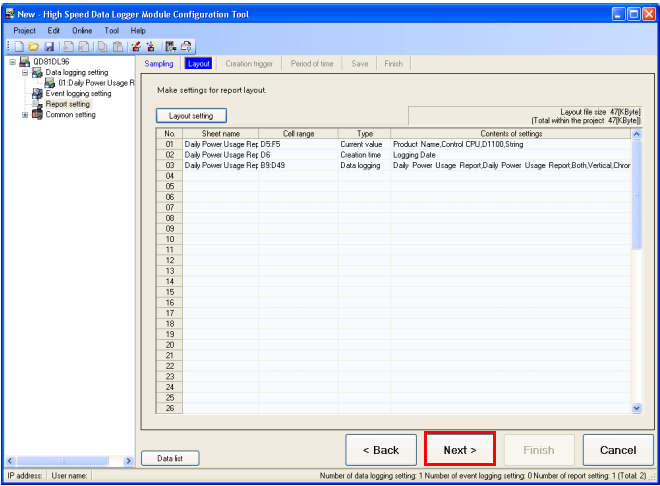 New - High Speed Data Logger Module Configuration Tool
Project Edit Online Tool Help
QD81DL96
Data logging setting
01:Daily Power Usage R
Event logging setting
Report setting
Common setting
Sampling Layout Creation trigger Period of time Save Finish
Make settings for report layout.
Layout setting
Layout file size 47[KByte]
(Total within the project 47[KByte])
No. Sheet name Cell range Type Contents of settings
01 Daily Power Usage Rep D5:F5 Current value Product Name,Control CPU,D1100,String
02 Daily Power Usage Rep D6 Creation time Logging Date
03 Daily Power Usage Rep B9:D49 Data logging Daily Power Usage Report,Daily Power Usage Report,Both,Vertical,Chror
04
05
06
07
08
09
10
11
12
13
14
15
16
17
18
19
20
21
22
23
24
25
26
Data list
< Back Next > Finish Cancel
IP address: User name: Number of data logging setting: 1 Number of event logging setting: 0 Number of report setting: 1 (Total: 2)